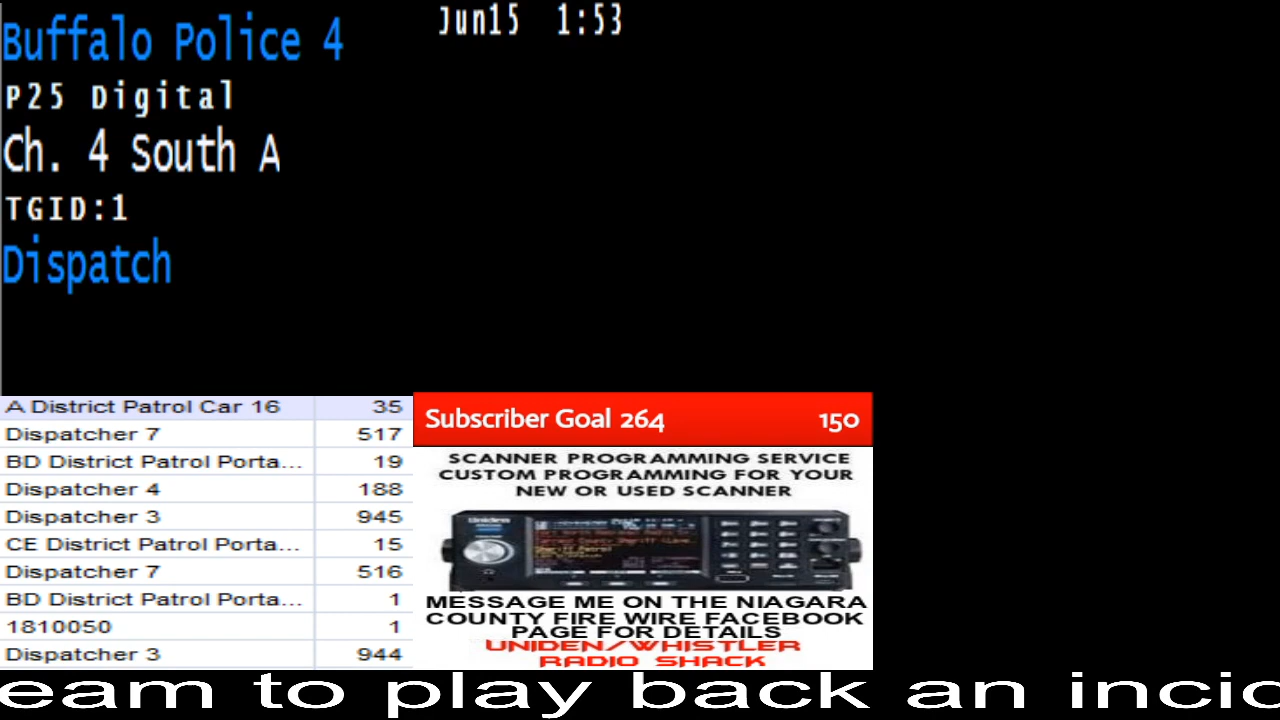 Buffalo Police 4
Jun15 1:53
P25 Digital
Ch. 4 South A
TGID:1
Dispatch
A District Patrol Car 16 35
Dispatcher 7 517
BD District Patrol Porta... 19
Dispatcher 4 188
Dispatcher 3 945
CE District Patrol Porta... 15
Dispatcher 7 516
BD District Patrol Porta... 1
1810050 1
Dispatcher 3 944
Subscriber Goal 264 150
SCANNER PROGRAMMING SERVICE
CUSTOM PROGRAMMING FOR YOUR
NEW OR USED SCANNER
Uniden
MESSAGE ME ON THE NIAGARA
COUNTY FIRE WIRE FACEBOOK
PAGE FOR DETAILS
UNIDEN/WHISTLER
RADIO SHACK
eam to play back an incid